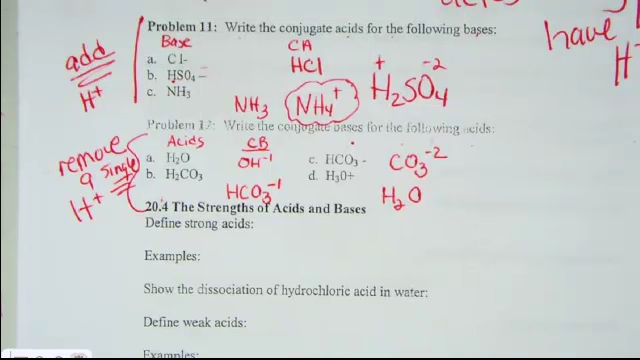 Problem 11: Write the conjugate acids for the following bases:
Base CA
add H+
a. Cl- HCl
b. HSO4 – H2SO4
+ -2
c. NH3 NH3 NH4+
have
H+
Problem 12: Write the conjugate bases for the following acids:
Acids CB
remove a single H+
a. H2O OH-1 c. HCO3 - CO3-2
b. H2CO3 HCO3-1 d. H3O+ H2O
20.4 The Strengths of Acids and Bases
Define strong acids:
Examples:
Show the dissociation of hydrochloric acid in water:
Define weak acids:
Examples: